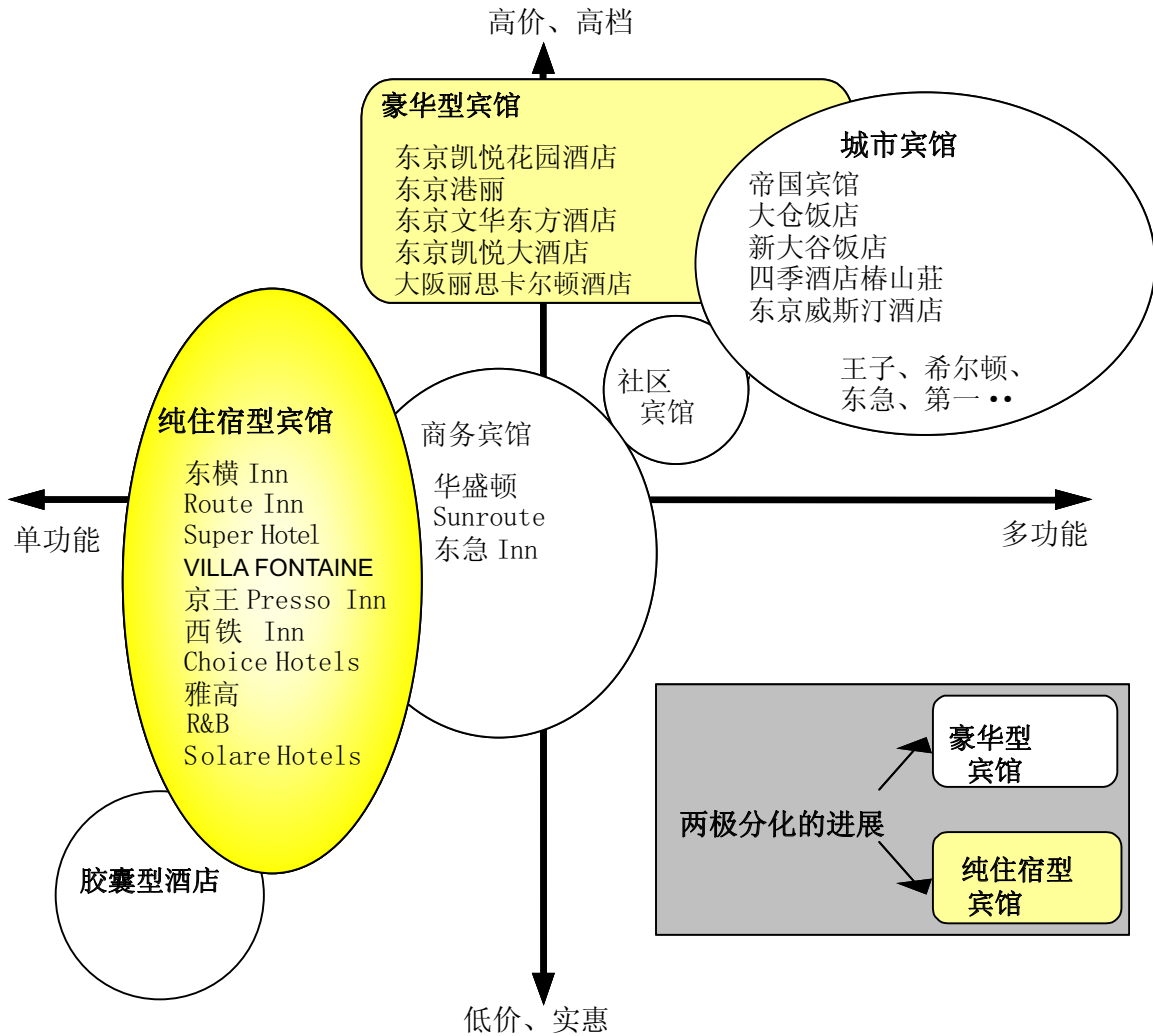 高价、高档
豪华型宾馆
东京凯悦花园酒店
东京港丽
东京文华东方酒店
东京凯悦大酒店
大阪丽思卡尔顿酒店
城市宾馆
帝国宾馆
大仓饭店
新大谷饭店
四季酒店椿山莊
东京威斯汀酒店
王子、希尔顿、
东急、第一••
社区
宾馆
纯住宿型宾馆
东横 Inn
Route Inn
Super Hotel
VILLA FONTAINE
京王 Presso Inn
西铁 Inn
Choice Hotels
雅高
R&B
Solare Hotels
商务宾馆
华盛顿
Sunroute
东急 Inn
单功能
多功能
胶囊型酒店
两极分化的进展
豪华型
宾馆
纯住宿型
宾馆
低价、实惠